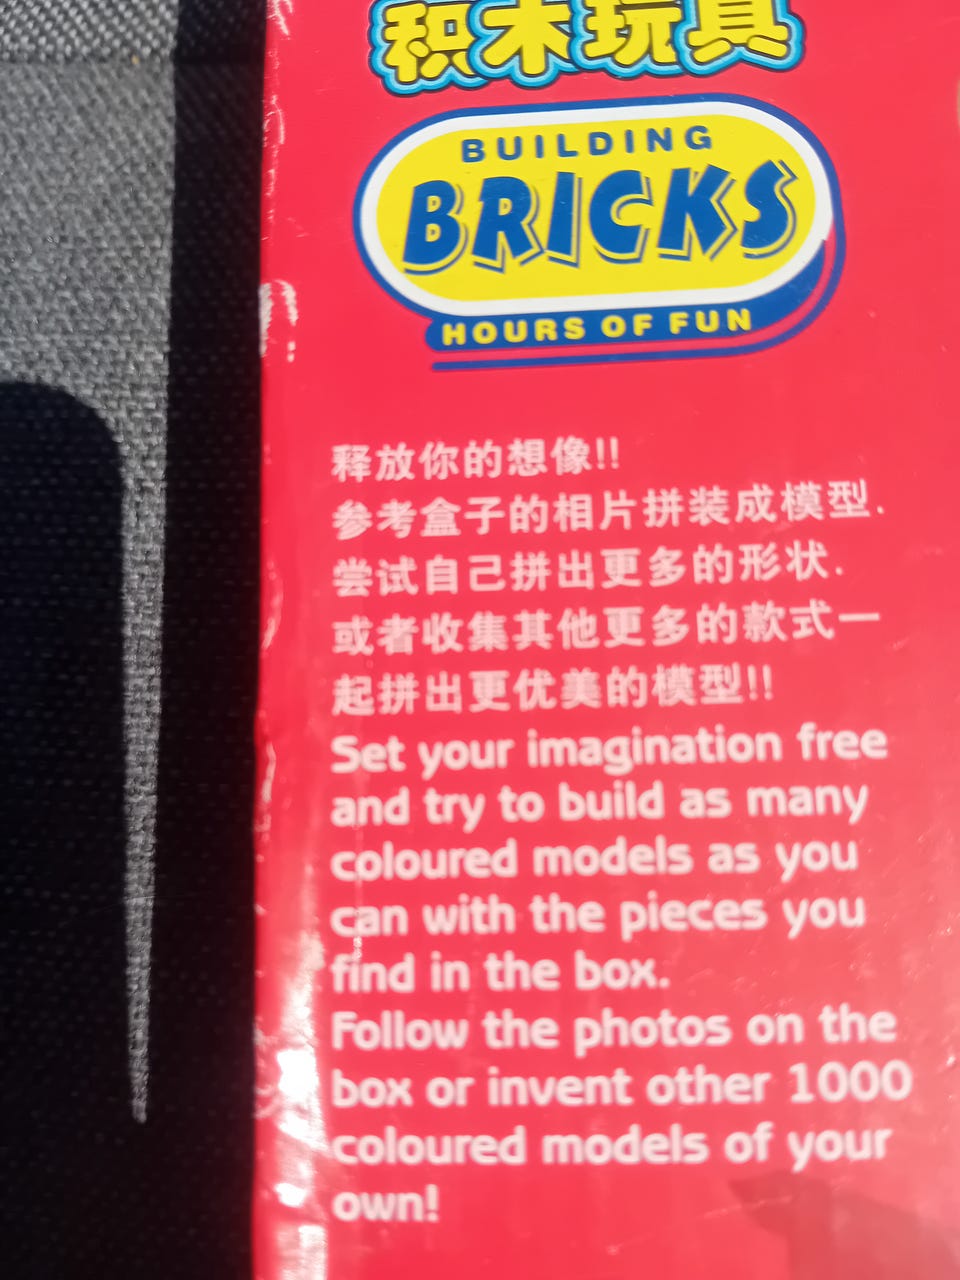 积木玩具
BUILDING
BRICKS
HOURS OF FUN
释放你的想像!!
参考盒子的相片拼装成模型.
尝试自己拼出更多的形状.
或者收集其他更多的款式一
起拼出更优美的模型!!
Set your imagination free
and try to build as many
coloured models as you
can with the pieces you
find in the box.
Follow the photos on the
box or invent other 1000
coloured models of your
own!